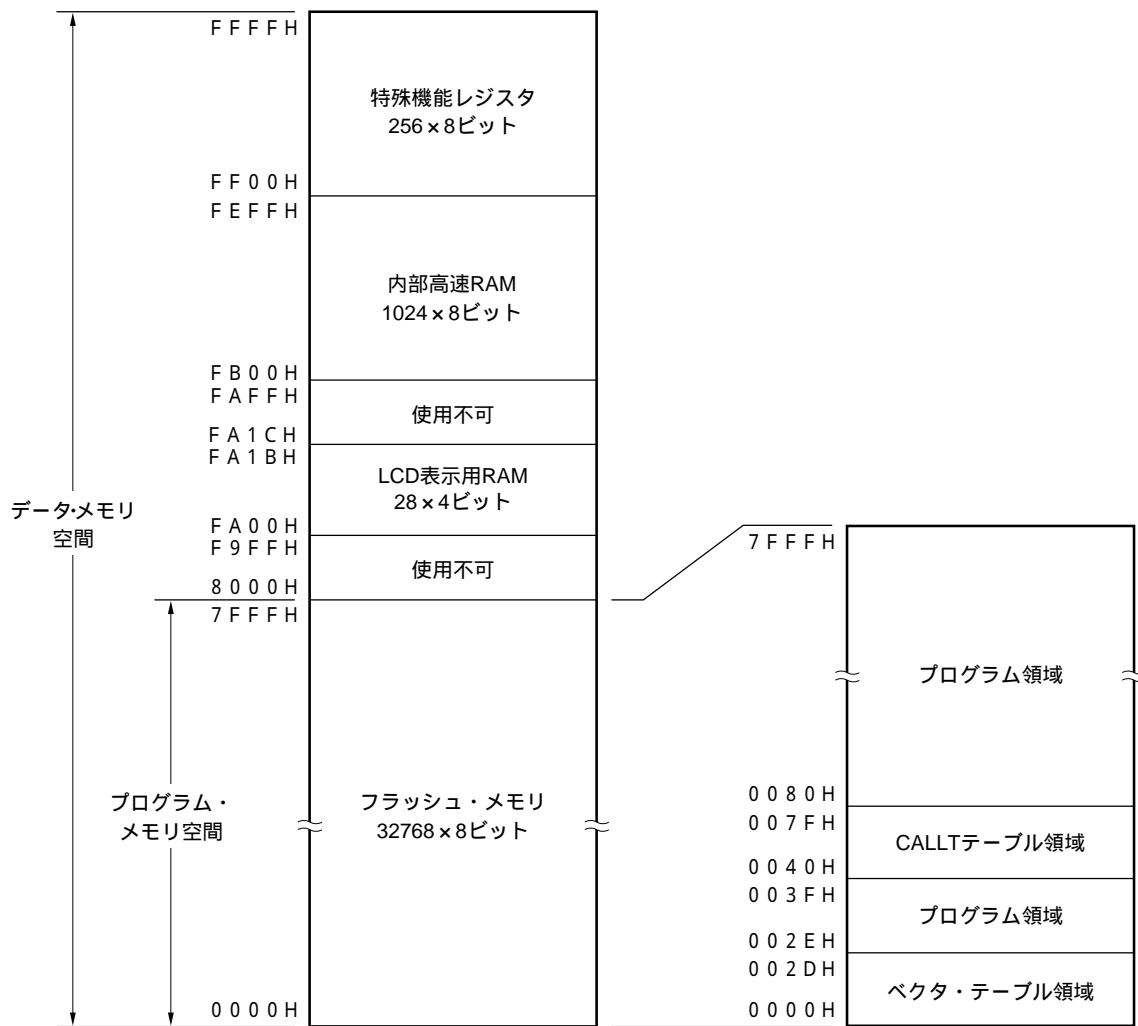 FFFFH
特殊機能レジスタ
256×8ビット
FF00H
FEFFH
内部高速RAM
1024×8ビット
FB00H
FAFFH
使用不可
FA1CH
FA1BH
LCD表示用RAM
28×4ビット
データ・メモリ
空間
FA00H
F9FFH
使用不可
8000H
7FFFH
プログラム・
メモリ空間
フラッシュ・メモリ
32768×8ビット
0000H
7FFFH
プログラム領域
0080H
007FH
CALLTテーブル領域
0040H
003FH
プログラム領域
002EH
002DH
ベクタ・テーブル領域
0000H